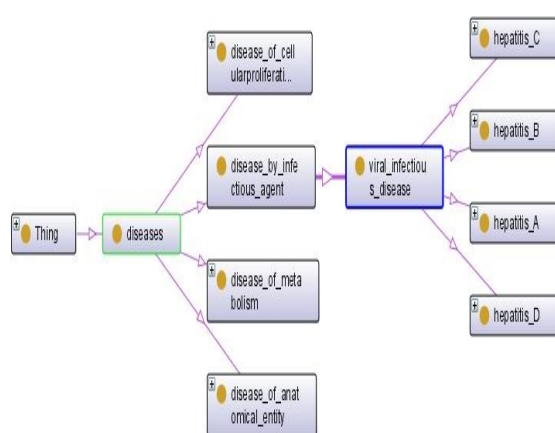 disease_of_cell
ularproliferati...
hepatitis_C
disease_by_infe
ctious_agent
viral_infectiou
s_disease
hepatitis_B
Thing
diseases
hepatitis_A
disease_of_meta
bolism
hepatitis_D
disease_of_anat
omical_entity